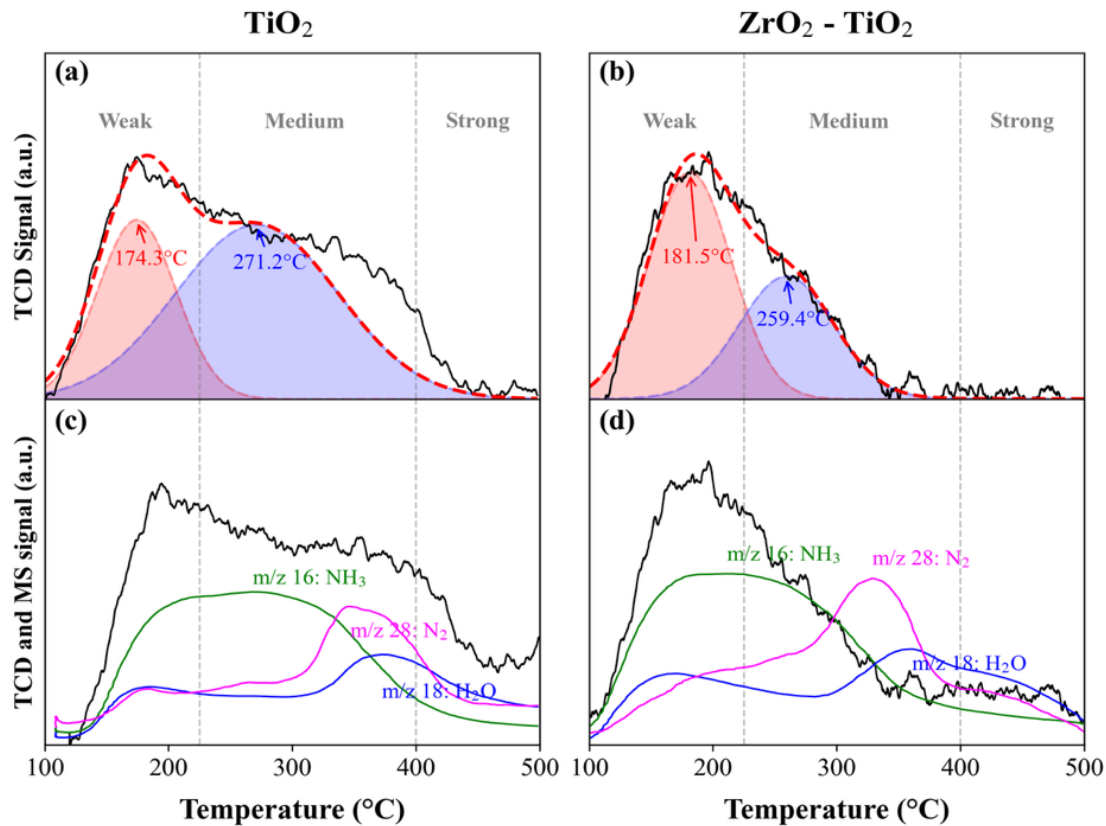 TiO₂
ZrO₂ - TiO₂
(a)
Weak
Medium
Strong
174.3°C
271.2°C
TCD Signal (a.u.)
(b)
Weak
Medium
Strong
181.5°C
259.4°C
(c)
m/z 16: NH₃
m/z 28: N₂
m/z 18: H₂O
TCD and MS signal (a.u.)
100 200 300 400 500
Temperature (°C)
(d)
m/z 16: NH₃
m/z 28: N₂
m/z 18: H₂O
100 200 300 400 500
Temperature (°C)